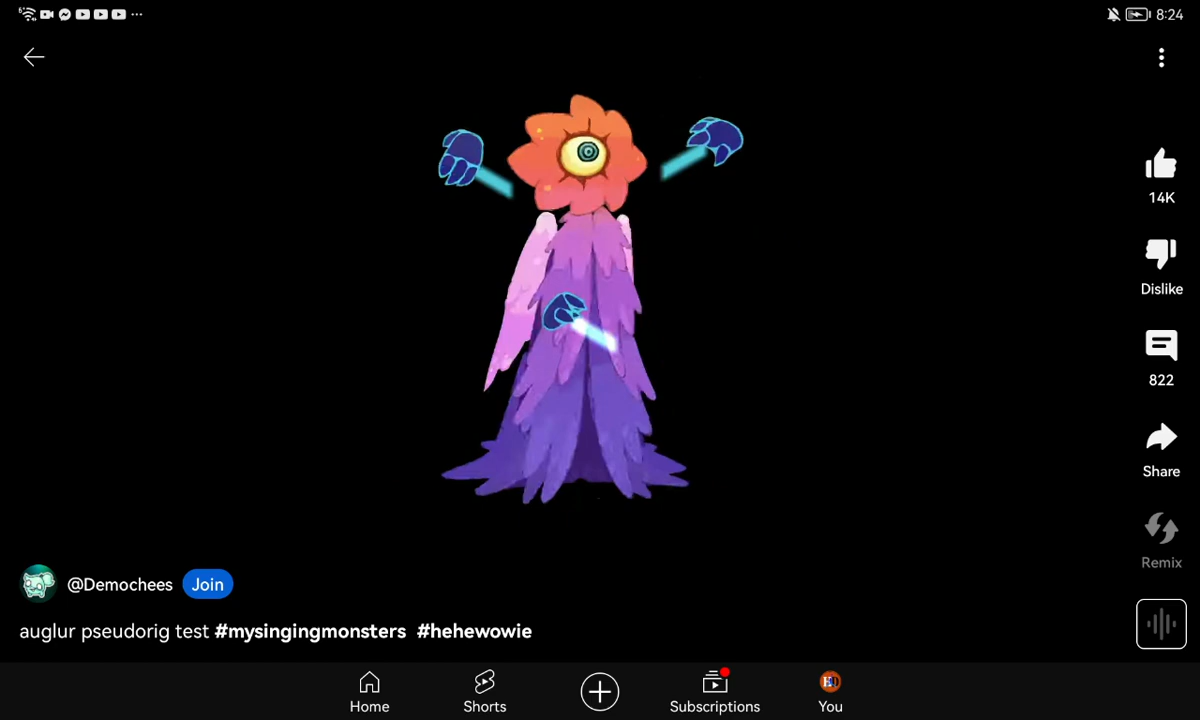 8:24
14K
Dislike
822
Share
Remix
@Demochees Join
auglur pseudorig test #mysingingmonsters #hehewowie
Home Shorts Subscriptions You